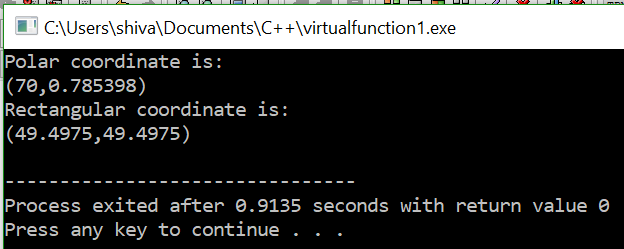 C:\Users\shiva\Documents\C++\virtualfunction1.exe
Polar coordinate is:
(70,0.785398)
Rectangular coordinate is:
(49.4975,49.4975)
--------------------------------
Process exited after 0.9135 seconds with return value 0
Press any key to continue . . .